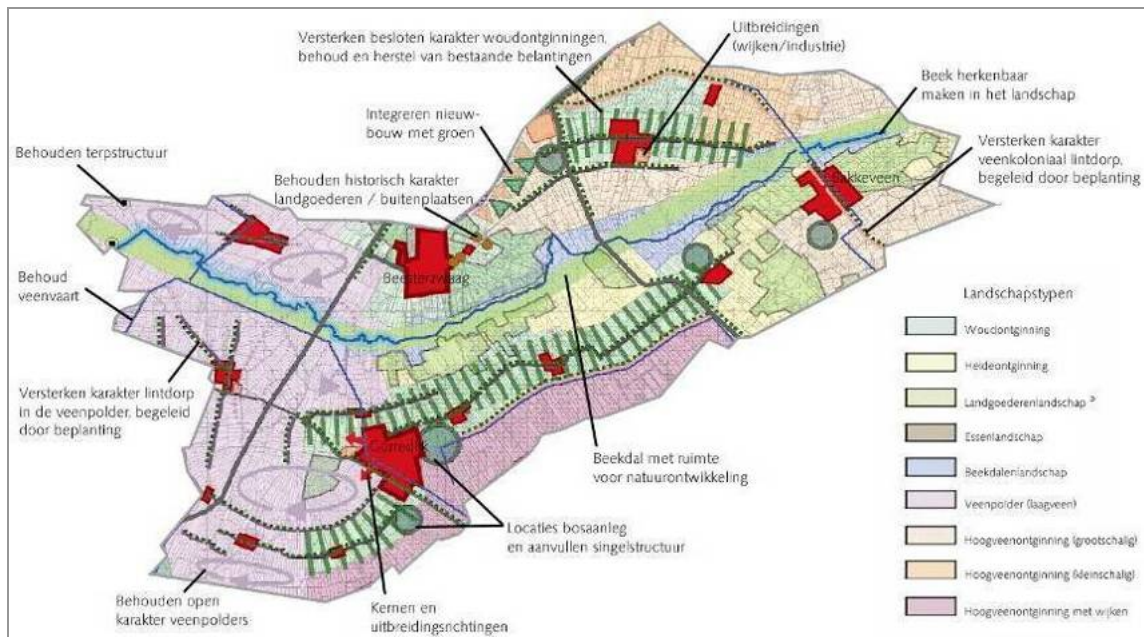 Versterken besloten karakter woudontginningen,
behoud en herstel van bestaande belantingen
Uitbreidingen
(wijken/industrie)
Beek herkenbaar
maken in het landschap
Integreren nieuw-
bouw met groen
Versterken karakter
veenkoloniaal lintdorp,
begeleid door beplanting
Behouden terpstructuur
Behouden historisch karakter
landgoederen / buitenplaatsen
Bakkeveen
Beesterzwaag
Behoud
veenvaart
Versterken karakter lintdorp
in de veenpolder, begeleid
door beplanting
Gorredijk
Beekdal met ruimte
voor natuurontwikkeling
Locaties bosaanleg
en aanvullen singelstructuur
Behouden open
karakter veenpolders
Kernen en
uitbreidingsrichtingen
Landschapstypen
Woudontginning
Heideontginning
Landgoederenlandschap
Essenlandschap
Beekdalenlandschap
Veenpolder (laagveen)
Hoogveenontginning (grootschalig)
Hoogveenontginning (kleinschalig)
Hoogveenontginning met wijken